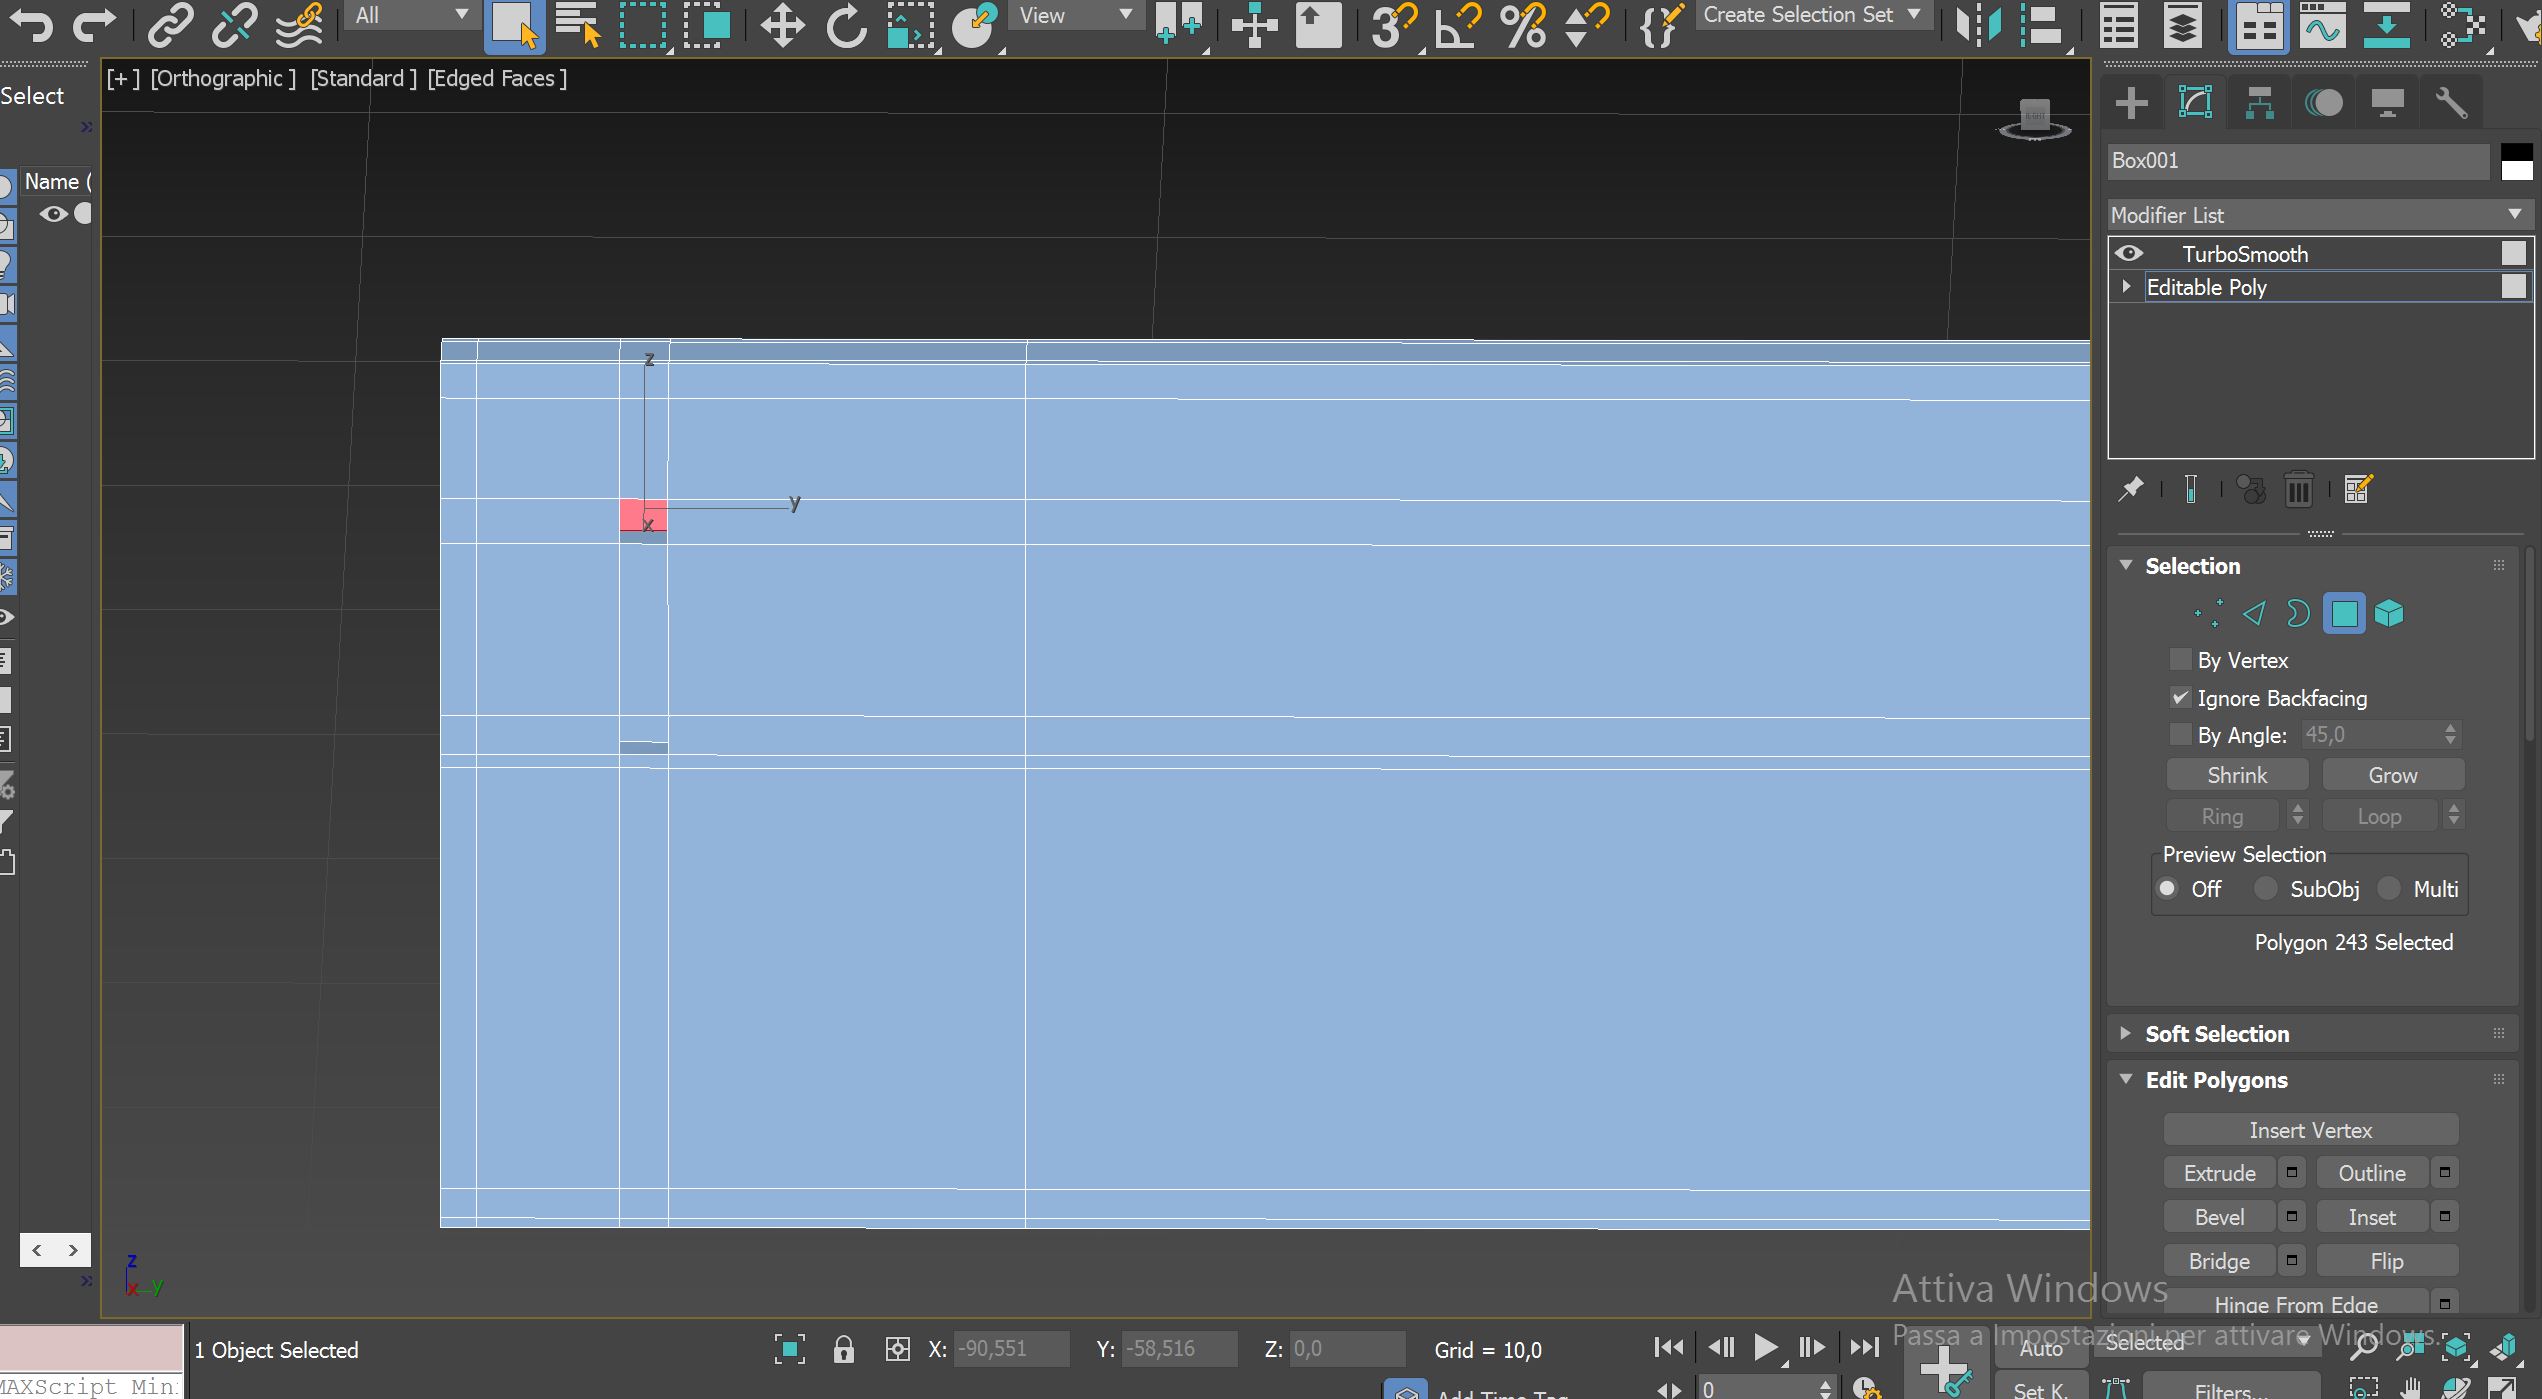 All
View
Create Selection Set
[+] [Orthographic] [Standard] [Edged Faces]
Select
Name (
z
y
x
z
x
y
Box001
Modifier List
TurboSmooth
Editable Poly
Selection
By Vertex
Ignore Backfacing
By Angle: 45,0
Shrink Grow
Ring Loop
Preview Selection
Off SubObj Multi
Polygon 243 Selected
Soft Selection
Edit Polygons
Insert Vertex
Extrude Outline
Bevel Inset
Bridge Flip
Hinge From Edge
Attiva Windows
Passa a Impostazioni per attivare Windows.
1 Object Selected
X: -90,551 Y: -58,516 Z: 0,0 Grid = 10,0
Auto Selected
MAXScript Mini
Add Time Tag
0
Set K. Filters...